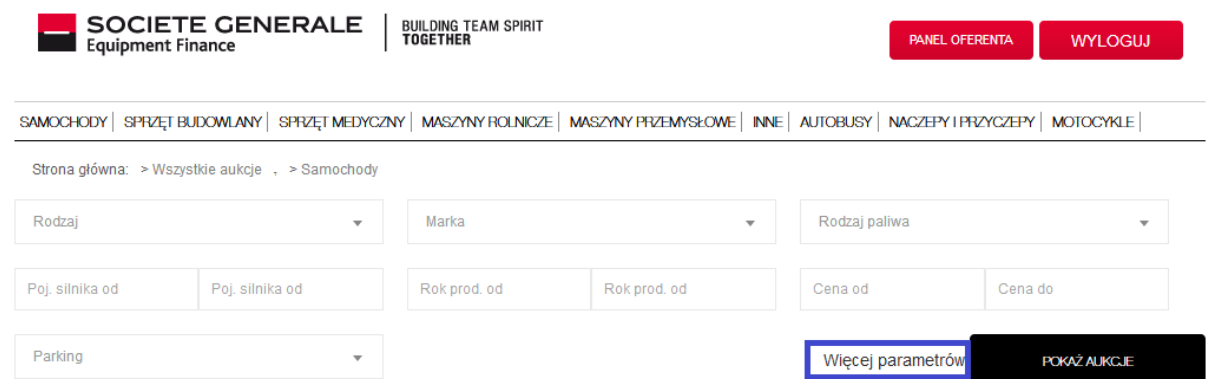 SOCIETE GENERALE
Equipment Finance
BUILDING TEAM SPIRIT
TOGETHER
PANEL OFERENTA
WYLOGUJ
SAMOCHODY SPRZĘT BUDOWLANY SPRZĘT MEDYCZNY MASZYNY ROLNICZE MASZYNY PRZEMYSŁOWE INNE AUTOBUSY NACZEPY I PRZYCZEPY MOTOCYKLE
Strona główna: > Wszystkie aukcje , > Samochody
Rodzaj Marka Rodzaj paliwa
Poj. silnika od Poj. silnika od Rok prod. od Rok prod. od Cena od Cena do
Parking Więcej parametrów POKAŻ AUKCJE